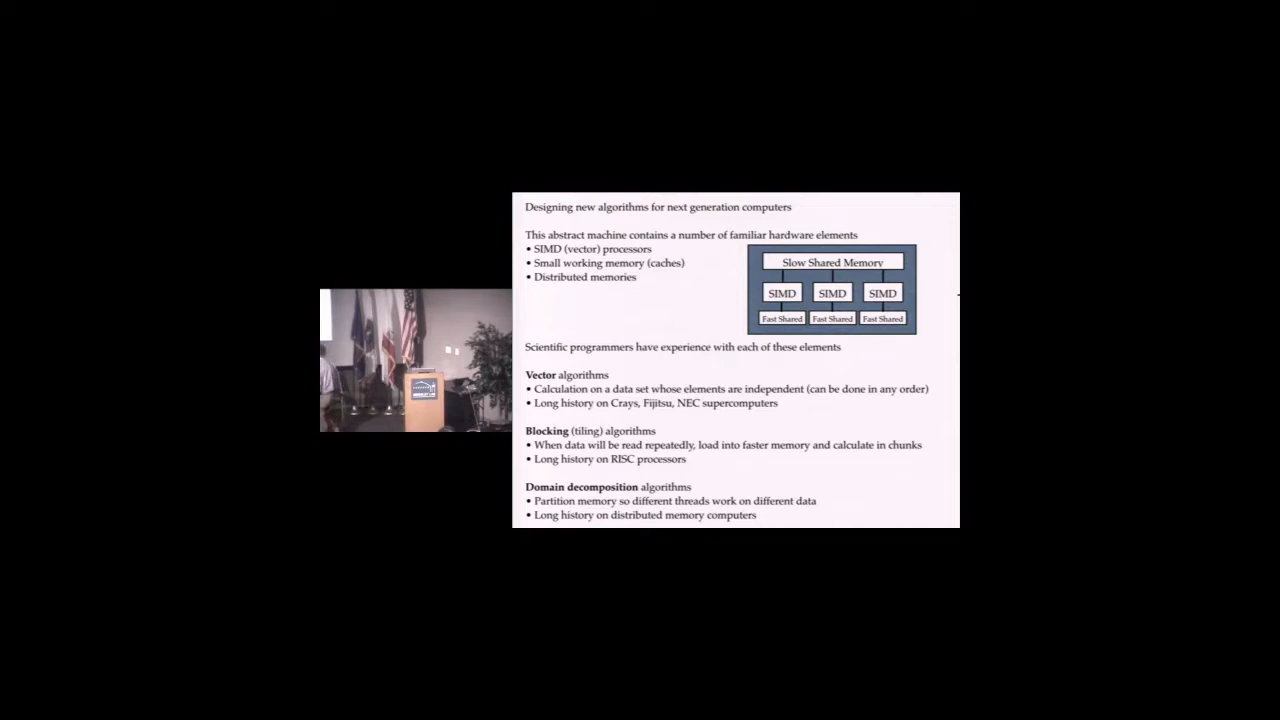 Designing new algorithms for next generation computers
This abstract machine contains a number of familiar hardware elements
• SIMD (vector) processors
• Small working memory (caches)
• Distributed memories
Slow Shared Memory
SIMD SIMD SIMD
Fast Shared Fast Shared Fast Shared
Scientific programmers have experience with each of these elements
Vector algorithms
• Calculation on a data set whose elements are independent (can be done in any order)
• Long history on Crays, Fijitsu, NEC supercomputers
Blocking (tiling) algorithms
• When data will be read repeatedly, load into faster memory and calculate in chunks
• Long history on RISC processors
Domain decomposition algorithms
• Partition memory so different threads work on different data
• Long history on distributed memory computers